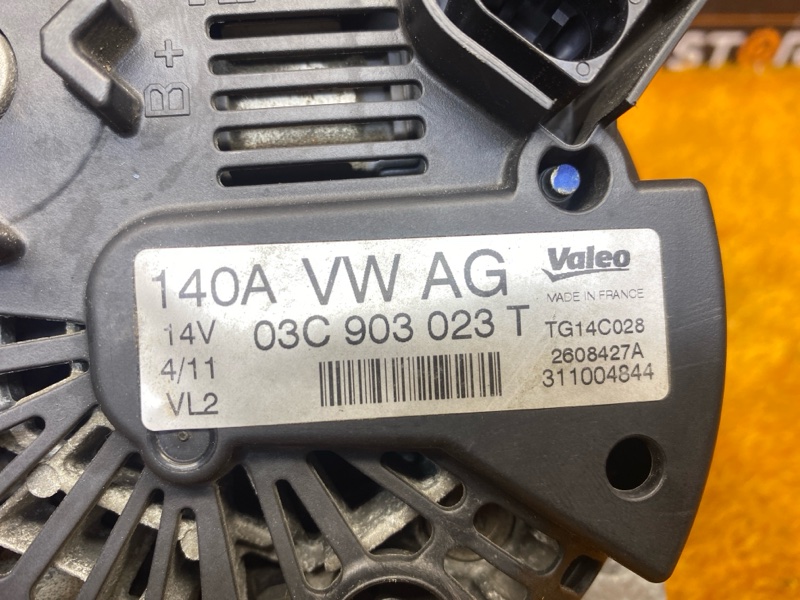 B+
140A VW AG
14V 03C 903 023 T
4/11
VL2
Valeo
MADE IN FRANCE
TG14C028
2608427A
311004844